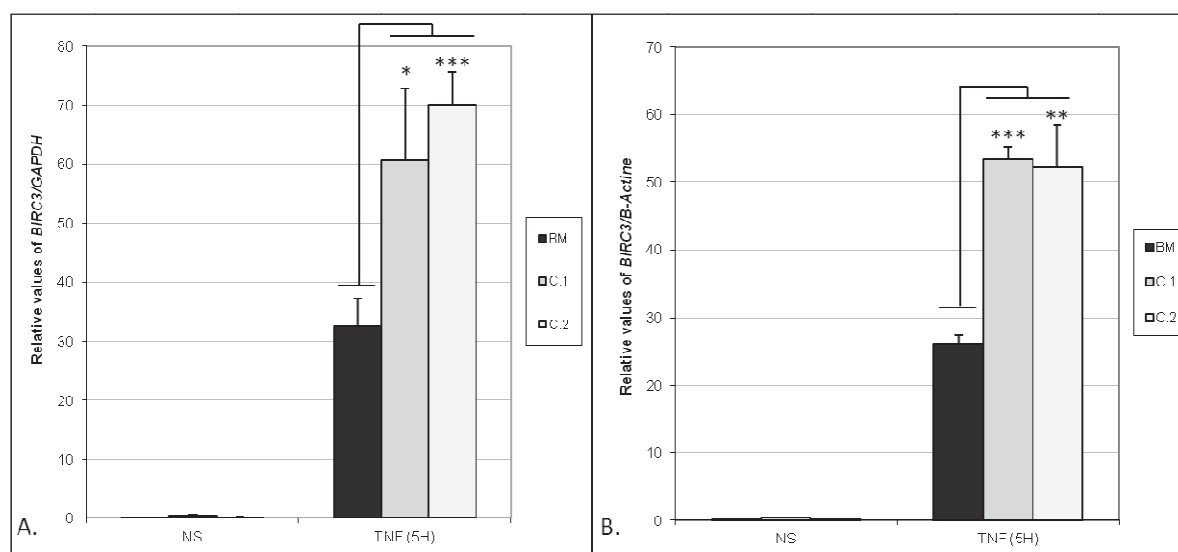 80
70
60
50
40
30
20
10
0
Relative values of BIRC3/GAPDH
* ***
NS TNF (5H)
BM
C.1
C.2
A.
70
60
50
40
30
20
10
0
Relative values of BIRC3/B-Actine
*** **
NS TNF (5H)
BM
C.1
C.2
B.